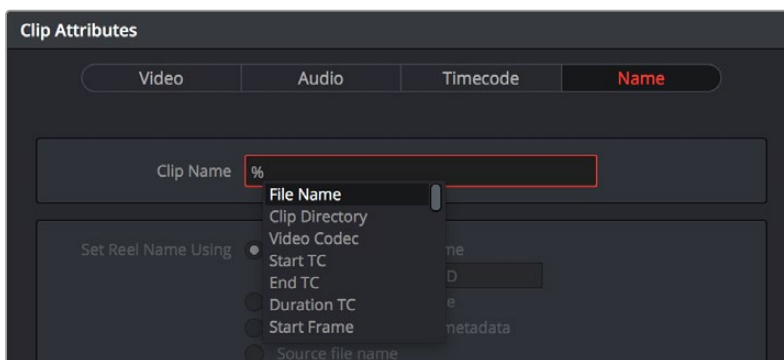 Clip Attributes
Video Audio Timecode Name
Clip Name %
File Name
Clip Directory
Video Codec
Set Reel Name Using
Start TC
End TC
Duration TC
Start Frame
metadata
Source file name